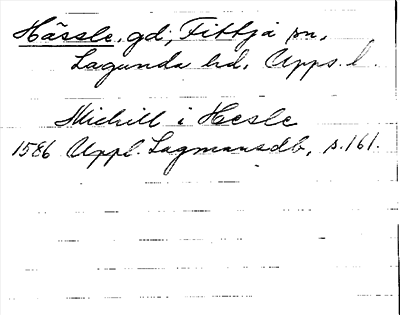 Hässle, gd, Fittja sn,
Lagunda hd, Upps. l.
Michill i Hesle
1586 Uppl. Lagmansdb, s. 161.